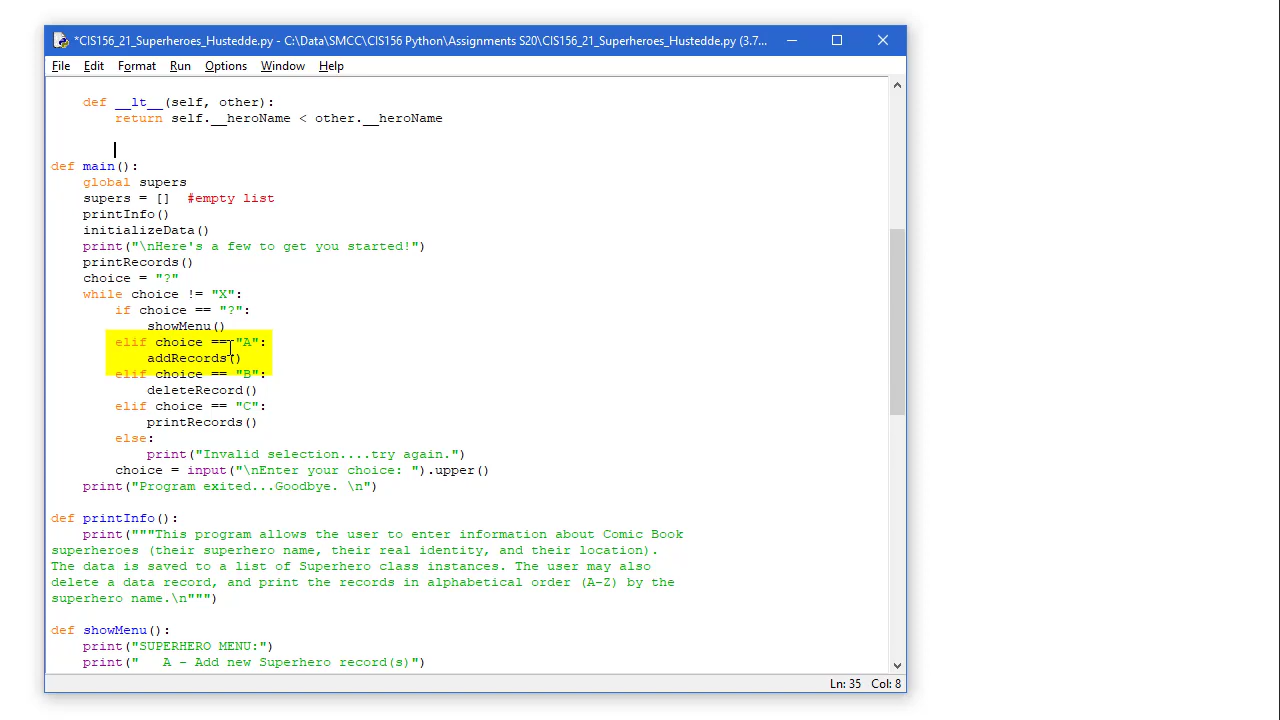 *CIS156_21_Superheroes_Hustedde.py - C:\Data\SMCC\CIS156 Python\Assignments S20\CIS156_21_Superheroes_Hustedde.py (3.7...
File Edit Format Run Options Window Help
    def __lt__(self, other):
        return self.__heroName < other.__heroName
def main():
    global supers
    supers = []  #empty list
    printInfo()
    initializeData()
    print("\nHere's a few to get you started!")
    printRecords()
    choice = "?"
    while choice != "X":
        if choice == "?":
            showMenu()
        elif choice == "A":
            addRecords()
        elif choice == "B":
            deleteRecord()
        elif choice == "C":
            printRecords()
        else:
            print("Invalid selection....try again.")
        choice = input("\nEnter your choice: ").upper()
    print("Program exited...Goodbye. \n")
def printInfo():
    print("""This program allows the user to enter information about Comic Book
superheroes (their superhero name, their real identity, and their location).
The data is saved to a list of Superhero class instances. The user may also
delete a data record, and print the records in alphabetical order (A-Z) by the
superhero name.\n""")
def showMenu():
    print("SUPERHERO MENU:")
    print("   A - Add new Superhero record(s)")
Ln: 35 Col: 8